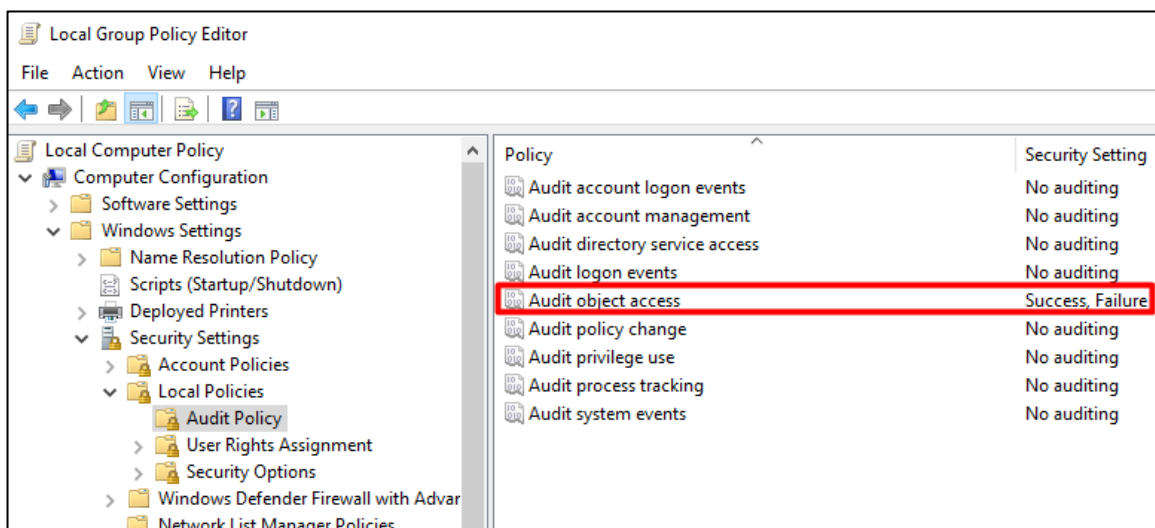 Local Group Policy Editor
File Action View Help
Local Computer Policy
Computer Configuration
Software Settings
Windows Settings
Name Resolution Policy
Scripts (Startup/Shutdown)
Deployed Printers
Security Settings
Account Policies
Local Policies
Audit Policy
User Rights Assignment
Security Options
Windows Defender Firewall with Advar
Network List Manager Policies
Policy Security Setting
Audit account logon events No auditing
Audit account management No auditing
Audit directory service access No auditing
Audit logon events No auditing
Audit object access Success, Failure
Audit policy change No auditing
Audit privilege use No auditing
Audit process tracking No auditing
Audit system events No auditing